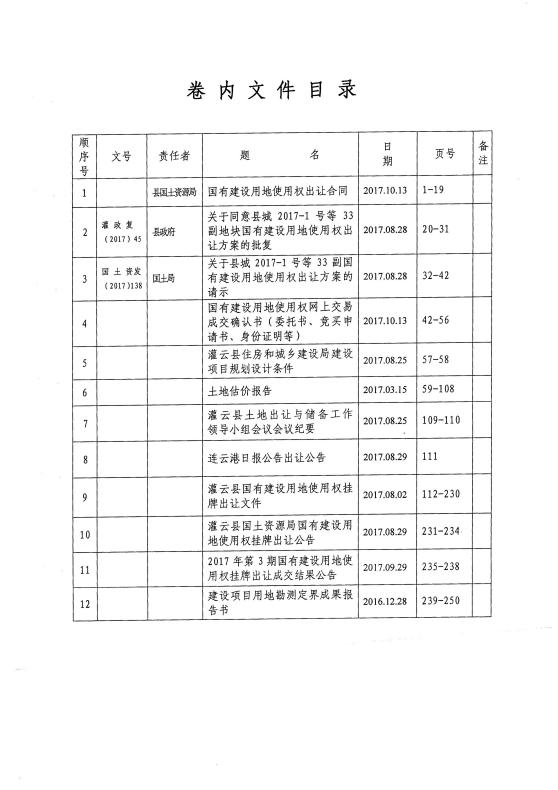 卷内文件目录
顺序号 文号 责任者 题 名 日期 页号 备注
1 县国土资源局 国有建设用地使用权出让合同 2017.10.13 1-19
2 灌政复（2017）45 县政府 关于同意县城 2017-1 号等 33
副地块国有建设用地使用权出
让方案的批复 2017.08.28 20-31
3 国土资发（2017)138 国土局 关于县城 2017-1 号等 33 副国
有建设用地使用权出让方案的
请示 2017.08.28 32-42
4 国有建设用地使用权网上交易
成交确认书（委托书、竞买申
请书、身份证明等） 2017.10.13 42-56
5 灌云县住房和城乡建设局建设
项目规划设计条件 2017.08.25 57-58
6 土地估价报告 2017.03.15 59-108
7 灌云县土地出让与储备工作
领导小组会议会议纪要 2017.08.25 109-110
8 连云港日报公告出让公告 2017.08.29 111
9 灌云县国有建设用地使用权挂
牌出让文件 2017.08.02 112-230
10 灌云县国土资源局国有建设用
地使用权挂牌出让公告 2017.08.29 231-234
11 2017 年第 3 期国有建设用地使
用权挂牌出让成交结果公告 2017.09.29 235-238
12 建设项目用地勘测定界成果报
告书 2016.12.28 239-250